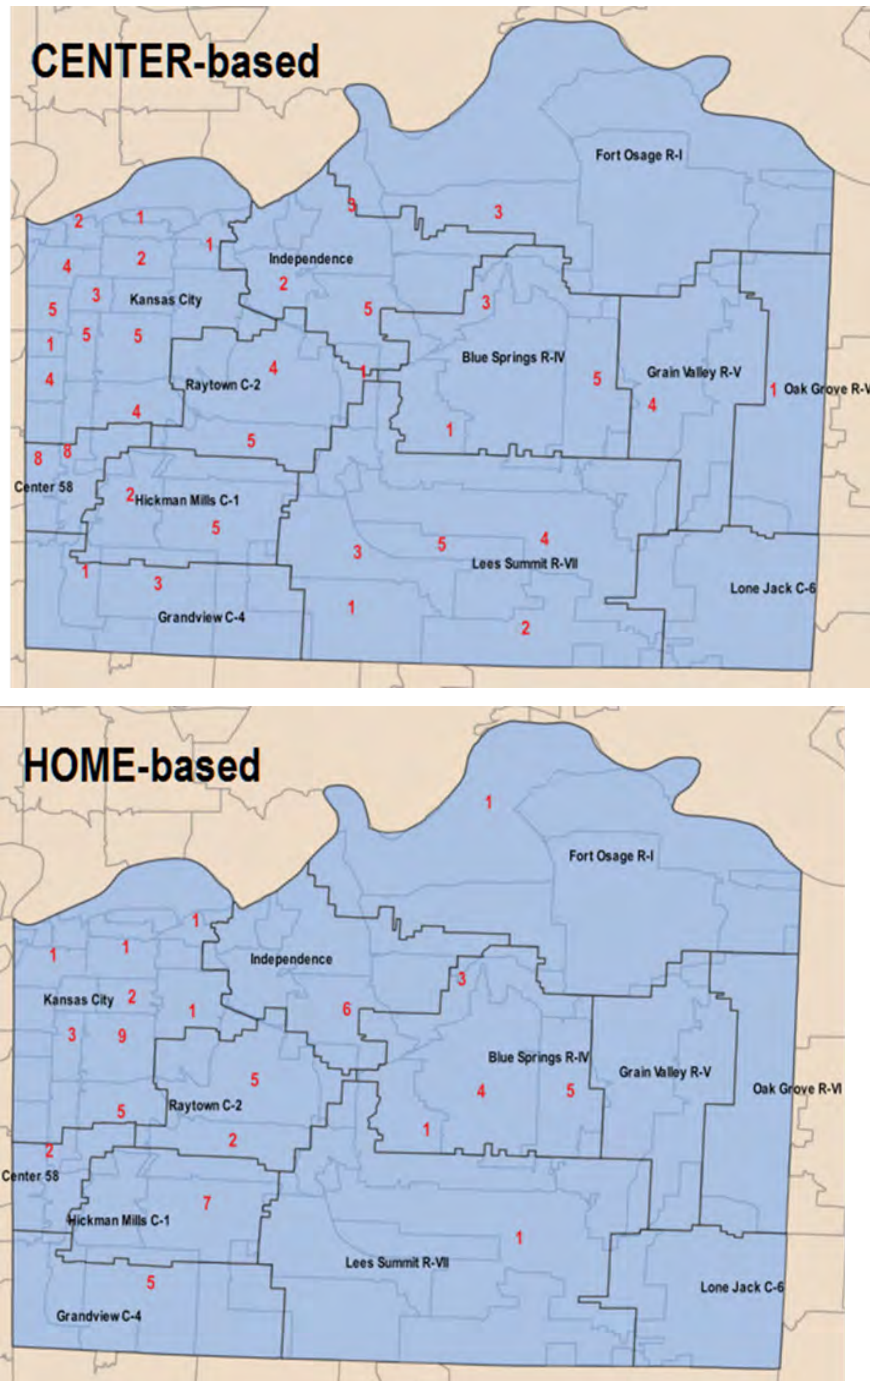 CENTER-based
Fort Osage R-I
3
3
2
1
1
Independence
2
4
2
3
Kansas City
5
3
5
5
5
1
Blue Springs R-IV
4
1
Grain Valley R-V
5
4
Raytown C-2
1
Oak Grove R-V
4
4
1
5
8
8
Center 58
2
Hickman Mills C-1
5
4
5
3
Lees Summit R-VII
1
3
Lone Jack C-6
1
Grandview C-4
2
HOME-based
1
Fort Osage R-I
1
1
1
Independence
3
Kansas City
2
1
6
3
9
Blue Springs R-IV
Grain Valley R-V
5
4
5
Oak Grove R-VI
Raytown C-2
5
1
2
2
Center 58
7
Hickman Mills C-1
1
Lees Summit R-VII
5
Lone Jack C-6
Grandview C-4